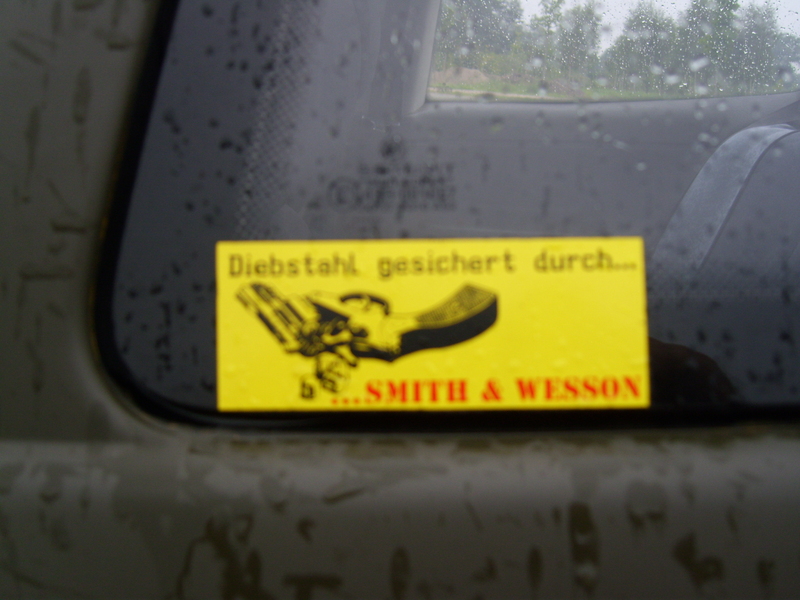 Diebstahl gesichert durch...
...SMITH & WESSON